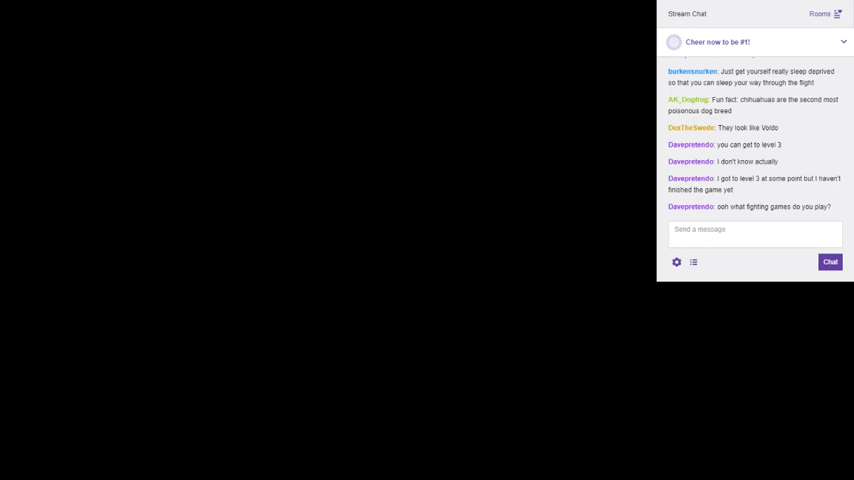 Stream Chat
Rooms
Cheer now to be #1!
burkensnurken: Just get yourself really sleep deprived
so that you can sleep your way through the flight
AK_Dogfrog: Fun fact: chihuahuas are the second most
poisonous dog breed
DexTheSwede: They look like Voldo
Davepretendo: you can get to level 3
Davepretendo: I don't know actually
Davepretendo: I got to level 3 at some point but I haven't
finished the game yet
Davepretendo: ooh what fighting games do you play?
Send a message
Chat